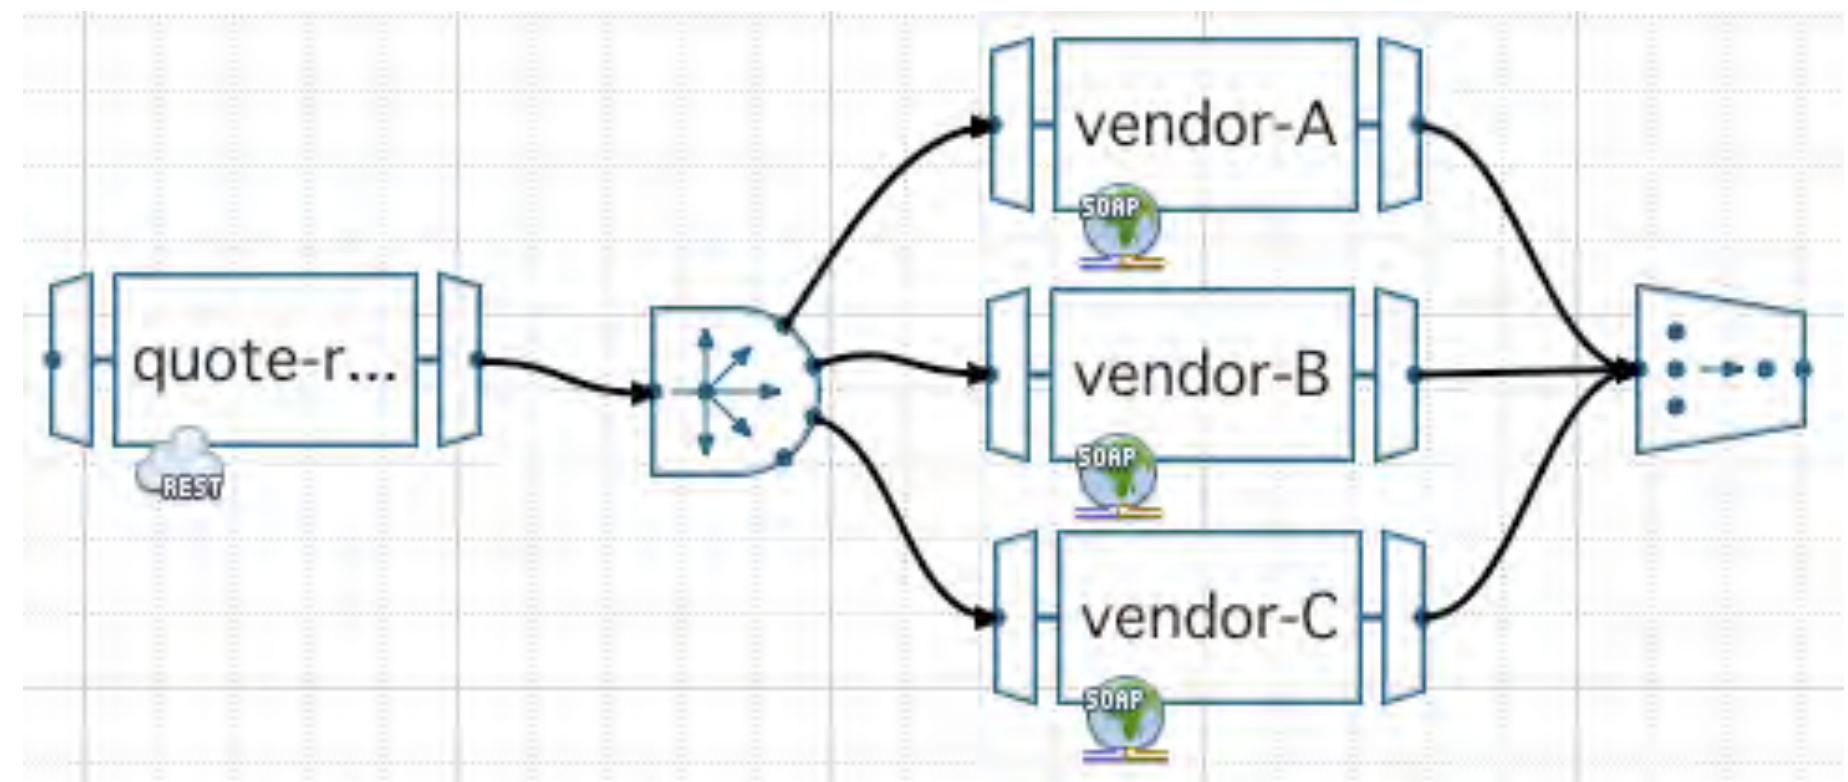 vendor-A
SOAP
quote-r...
REST
vendor-B
SOAP
vendor-C
SOAP